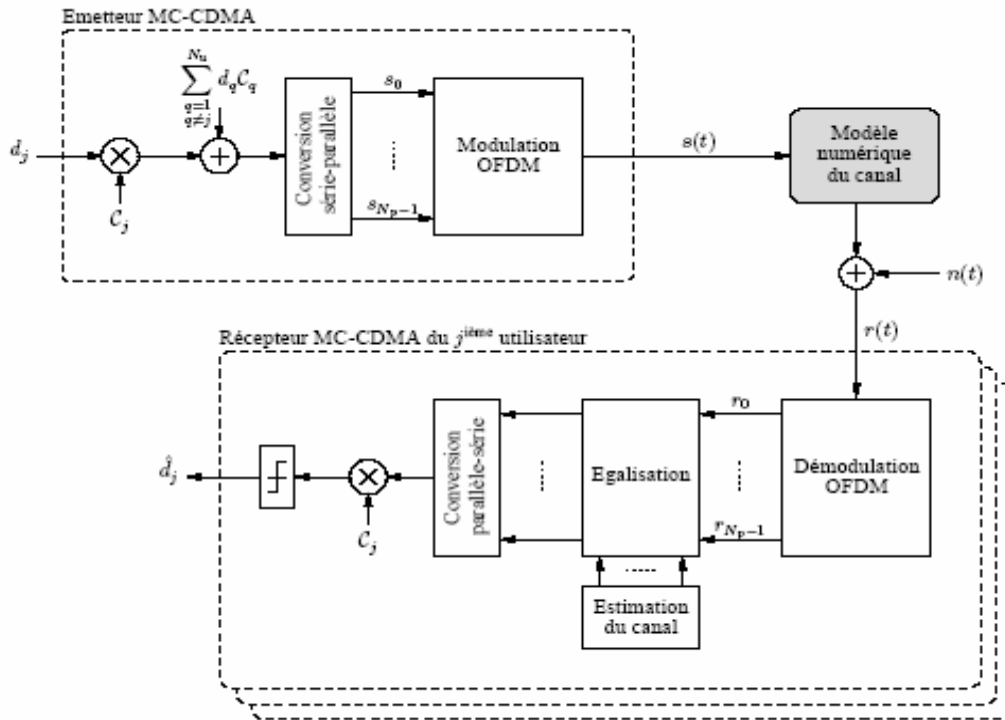 Emetteur MC-CDMA
N_u
∑ d_q C_q
q=1
q≠j
d_j
C_j
Conversion
série-parallèle
s_0
s_{N_p-1}
Modulation
OFDM
s(t)
Modèle
numérique
du canal
n(t)
r(t)
Récepteur MC-CDMA du j^{ième} utilisateur
d̂_j
C_j
Conversion
parallèle-série
Egalisation
r_0
r_{N_p-1}
Démodulation
OFDM
Estimation
du canal